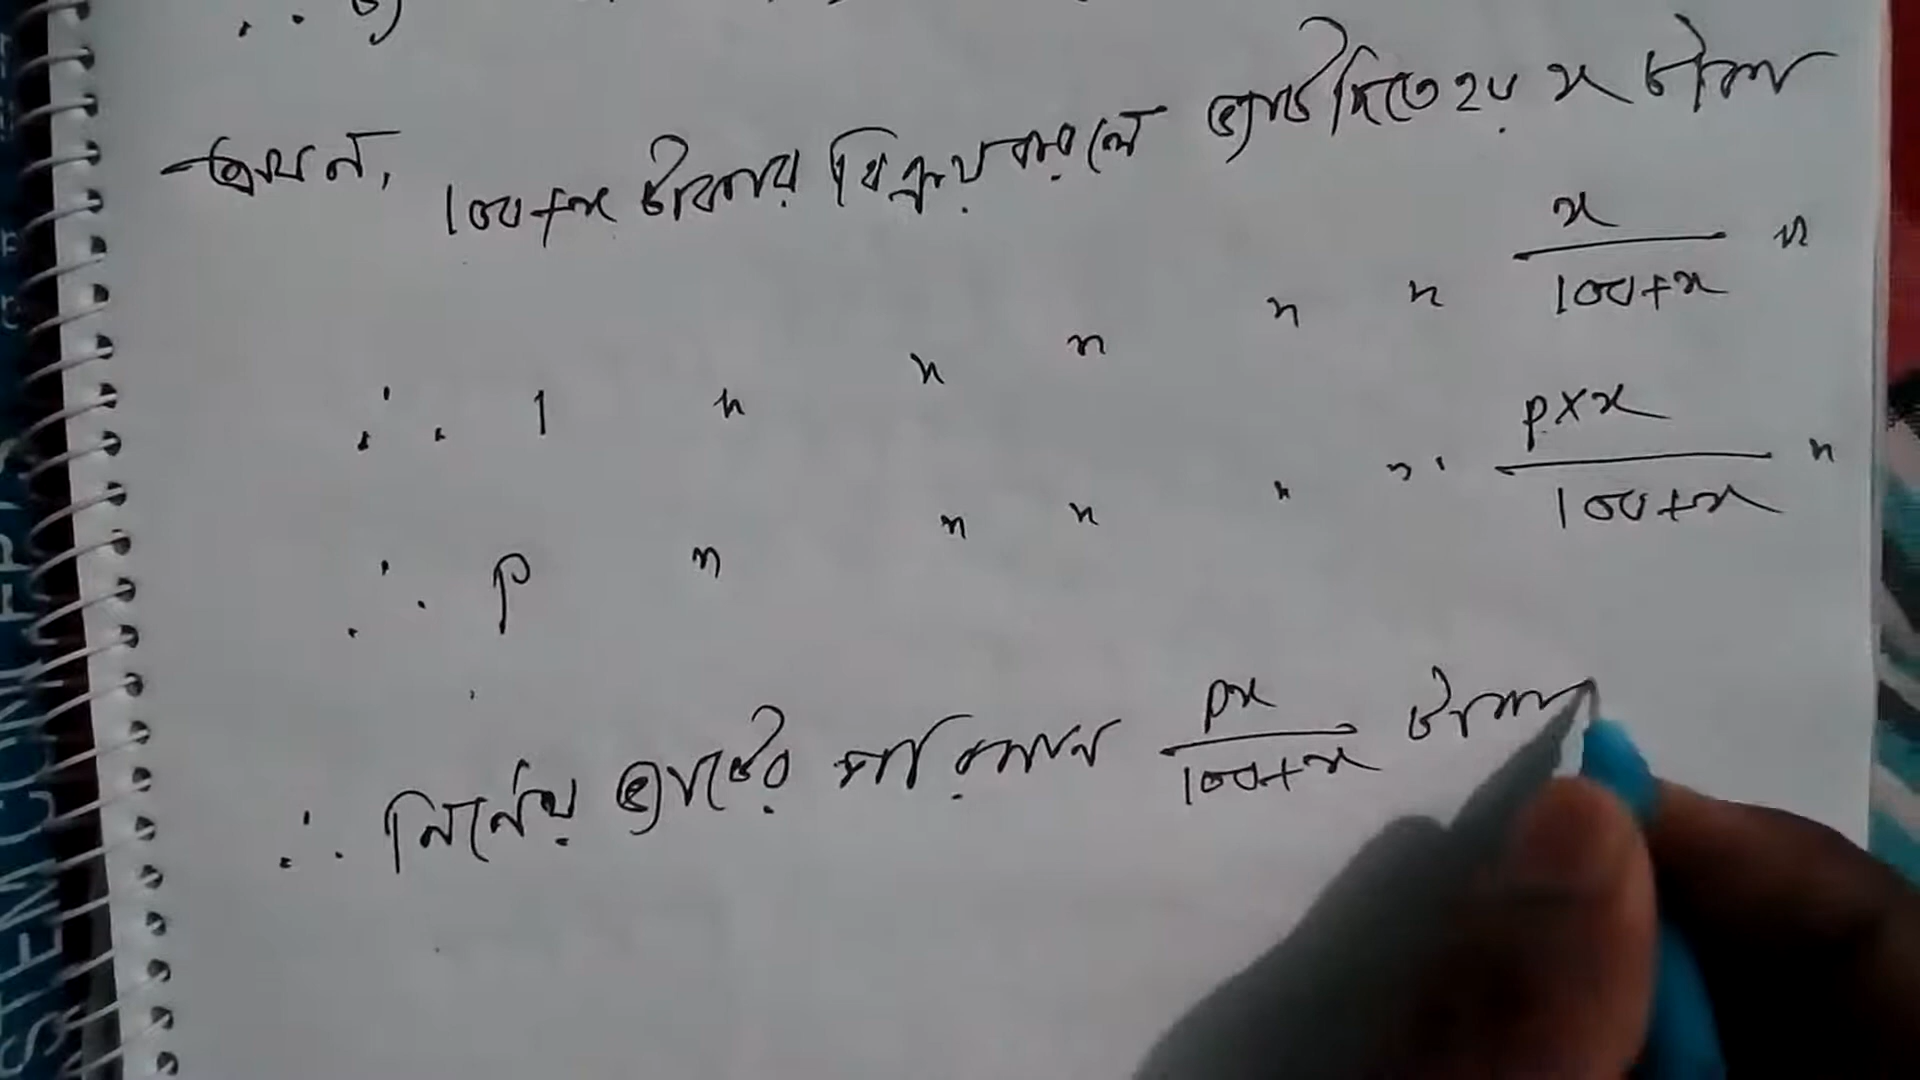 এখন, 100+x টাকায় বিক্রয় করলে ভ্যাট দিতে হয় x টাকা
∴ 1 " " " " " x/(100+x) "
∴ P " " " " " (p×x)/(100+x) "
∴ নির্নেয় ভ্যাটের পরিমান px/(100+x) টাকা